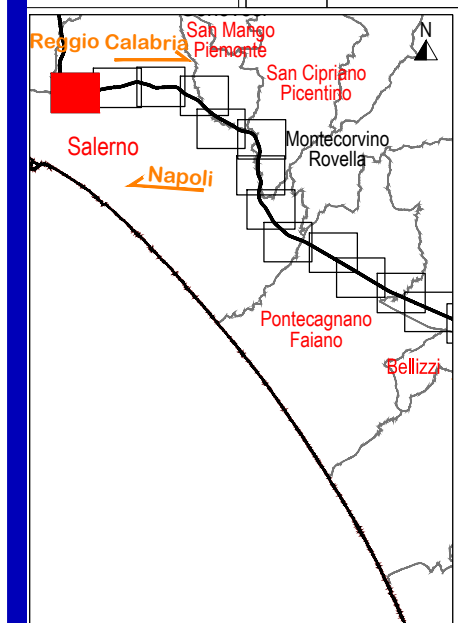 San Mango
Piemonte
Reggio Calabria
N
San Cipriano
Picentino
Salerno
Montecorvino
Rovella
Napoli
Pontecagnano
Faiano
Bellizzi